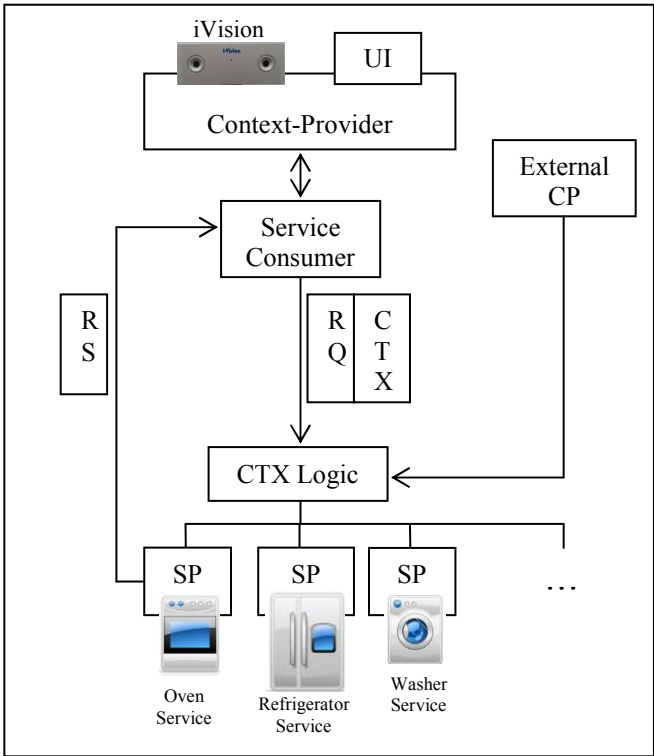 iVision
i-Vision
UI
Context-Provider
External
CP
Service
Consumer
R
S
R
Q
C
T
X
CTX Logic
SP
SP
SP
...
Oven
Service
Refrigerator
Service
Washer
Service